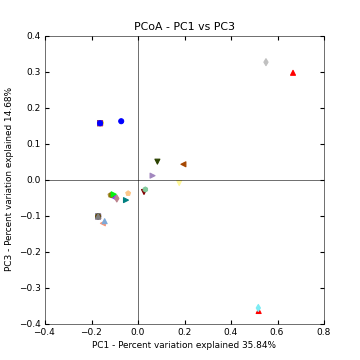 PCoA - PC1 vs PC3
0.4
0.3
0.2
0.1
0.0
−0.1
−0.2
−0.3
−0.4
PC3 - Percent variation explained 14.68%
−0.4 −0.2 0.0 0.2 0.4 0.6 0.8
PC1 - Percent variation explained 35.84%